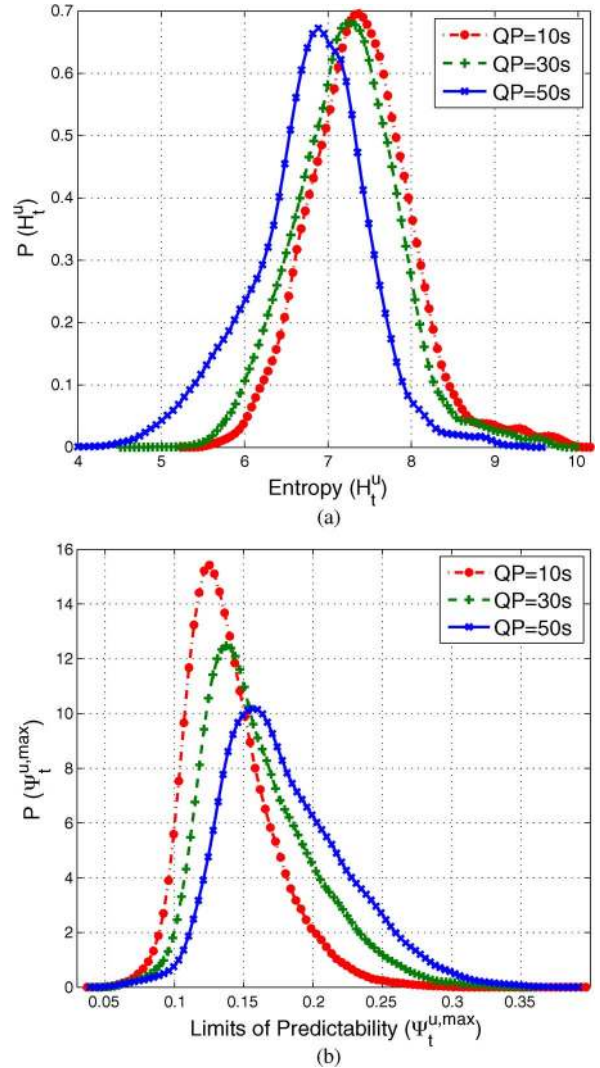 0.7
0.6
0.5
0.4
0.3
0.2
0.1
0
P (H_t^u)
QP=10s
QP=30s
QP=50s
4 5 6 7 8 9 10
Entropy (H_t^u)
(a)
16
14
12
10
8
6
4
2
0
P (Ψ_t^{u,max})
QP=10s
QP=30s
QP=50s
0.05 0.1 0.15 0.2 0.25 0.3 0.35
Limits of Predictability (Ψ_t^{u,max})
(b)